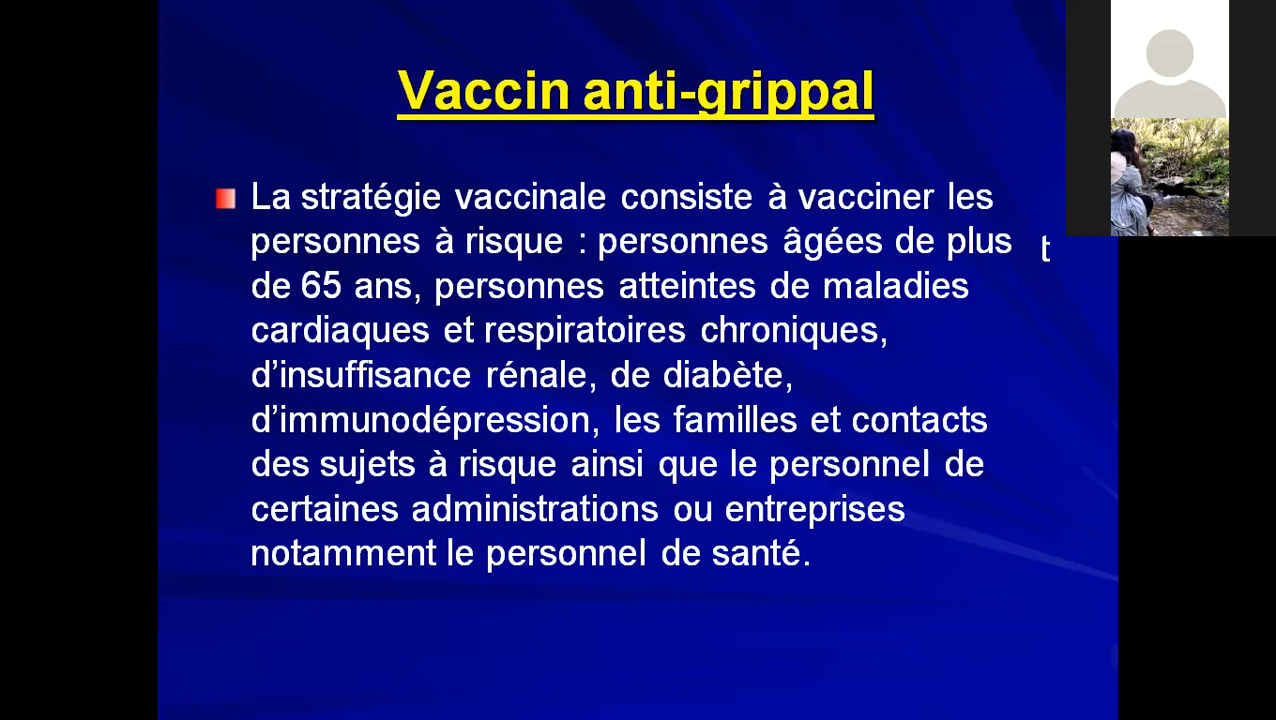 Vaccin anti-grippal
La stratégie vaccinale consiste à vacciner les
personnes à risque : personnes âgées de plus t
de 65 ans, personnes atteintes de maladies
cardiaques et respiratoires chroniques,
d’insuffisance rénale, de diabète,
d’immunodépression, les familles et contacts
des sujets à risque ainsi que le personnel de
certaines administrations ou entreprises
notamment le personnel de santé.